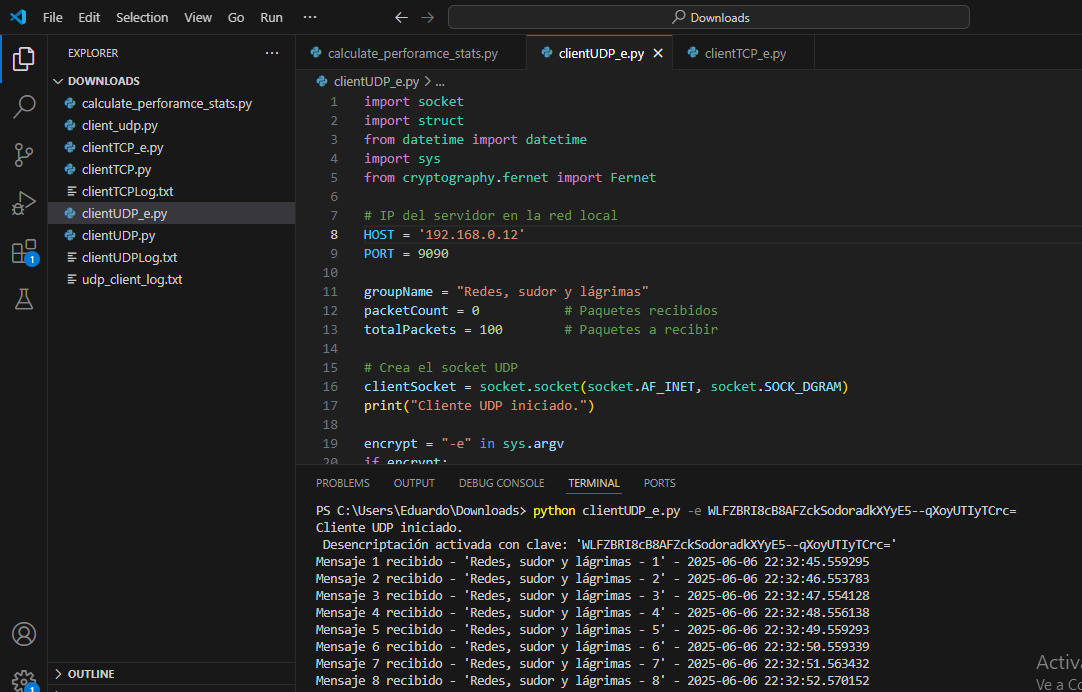 File Edit Selection View Go Run ··· ← → Downloads
EXPLORER ···
DOWNLOADS
calculate_perforamce_stats.py
client_udp.py
clientTCP_e.py
clientTCP.py
clientTCPLog.txt
clientUDP_e.py
clientUDP.py
clientUDPLog.txt
udp_client_log.txt
OUTLINE
1
1
calculate_perforamce_stats.py clientUDP_e.py × clientTCP_e.py
clientUDP_e.py > ...
1 import socket
2 import struct
3 from datetime import datetime
4 import sys
5 from cryptography.fernet import Fernet
6
7 # IP del servidor en la red local
8 HOST = '192.168.0.12'
9 PORT = 9090
10
11 groupName = "Redes, sudor y lágrimas"
12 packetCount = 0 # Paquetes recibidos
13 totalPackets = 100 # Paquetes a recibir
14
15 # Crea el socket UDP
16 clientSocket = socket.socket(socket.AF_INET, socket.SOCK_DGRAM)
17 print("Cliente UDP iniciado.")
18
19 encrypt = "-e" in sys.argv
20 if encrypt:
PROBLEMS OUTPUT DEBUG CONSOLE TERMINAL PORTS
PS C:\Users\Eduardo\Downloads> python clientUDP_e.py -e WLFZBRI8cB8AFZckSodoradkXYyE5--qXoyUTIyTCrc=
Cliente UDP iniciado.
Desencriptación activada con clave: 'WLFZBRI8cB8AFZckSodoradkXYyE5--qXoyUTIyTCrc='
Mensaje 1 recibido - 'Redes, sudor y lágrimas - 1' - 2025-06-06 22:32:45.559295
Mensaje 2 recibido - 'Redes, sudor y lágrimas - 2' - 2025-06-06 22:32:46.553783
Mensaje 3 recibido - 'Redes, sudor y lágrimas - 3' - 2025-06-06 22:32:47.554128
Mensaje 4 recibido - 'Redes, sudor y lágrimas - 4' - 2025-06-06 22:32:48.556138
Mensaje 5 recibido - 'Redes, sudor y lágrimas - 5' - 2025-06-06 22:32:49.559293
Mensaje 6 recibido - 'Redes, sudor y lágrimas - 6' - 2025-06-06 22:32:50.559339
Mensaje 7 recibido - 'Redes, sudor y lágrimas - 7' - 2025-06-06 22:32:51.563432
Mensaje 8 recibido - 'Redes, sudor y lágrimas - 8' - 2025-06-06 22:32:52.570152
Activ
Ve a Co